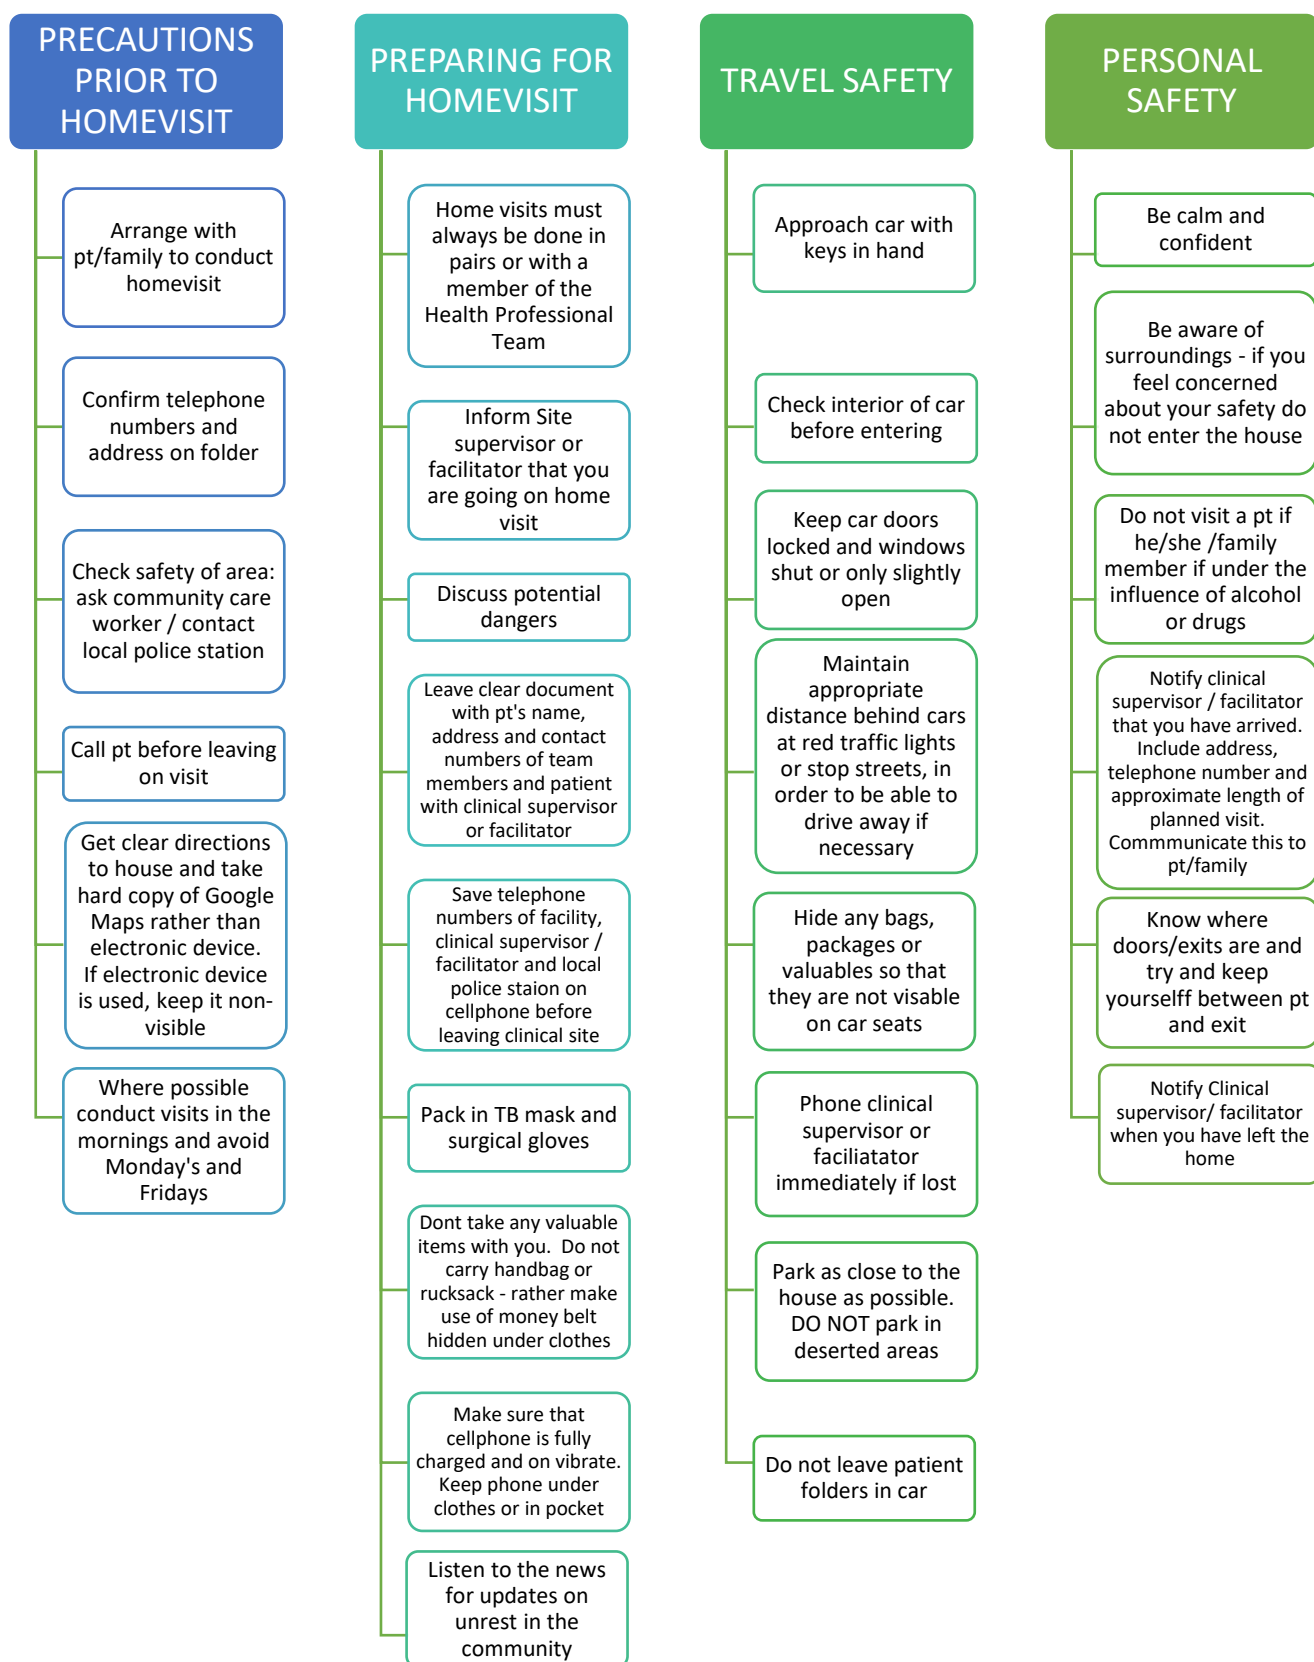 PRECAUTIONS
PRIOR TO
HOMEVISIT
Arrange with
pt/family to conduct
homevisit
Confirm telephone
numbers and
address on folder
Check safety of area:
ask community care
worker / contact
local police station
Call pt before leaving
on visit
Get clear directions
to house and take
hard copy of Google
Maps rather than
electronic device.
If electronic device
is used, keep it non-
visible
Where possible
conduct visits in the
mornings and avoid
Monday's and
Fridays
PREPARING FOR
HOMEVISIT
Home visits must
always be done in
pairs or with a
member of the
Health Professional
Team
Inform Site
supervisor or
facilitator that you
are going on home
visit
Discuss potential
dangers
Leave clear document
with pt's name,
address and contact
numbers of team
members and patient
with clinical supervisor
or facilitator
Save telephone
numbers of facility,
clinical supervisor /
facilitator and local
police staion on
cellphone before
leaving clinical site
Pack in TB mask and
surgical gloves
Dont take any valuable
items with you.  Do not
carry handbag or
rucksack - rather make
use of money belt
hidden under clothes
Make sure that
cellphone is fully
charged and on vibrate.
Keep phone under
clothes or in pocket
Listen to the news
for updates on
unrest in the
community
TRAVEL SAFETY
Approach car with
keys in hand
Check interior of car
before entering
Keep car doors
locked and windows
shut or only slightly
open
Maintain
appropriate
distance behind cars
at red traffic lights
or stop streets, in
order to be able to
drive away if
necessary
Hide any bags,
packages or
valuables so that
they are not visable
on car seats
Phone clinical
supervisor or
faciliatator
immediately if lost
Park as close to the
house as possible.
DO NOT park in
deserted areas
Do not leave patient
folders in car
PERSONAL
SAFETY
Be calm and
confident
Be aware of
surroundings - if you
feel concerned
about your safety do
not enter the house
Do not visit a pt if
he/she /family
member if under the
influence of alcohol
or drugs
Notify clinical
supervisor / facilitator
that you have arrived.
Include address,
telephone number and
approximate length of
planned visit.
Commmunicate this to
pt/family
Know where
doors/exits are and
try and keep
yourselff between pt
and exit
Notify Clinical
supervisor/ facilitator
when you have left the
home